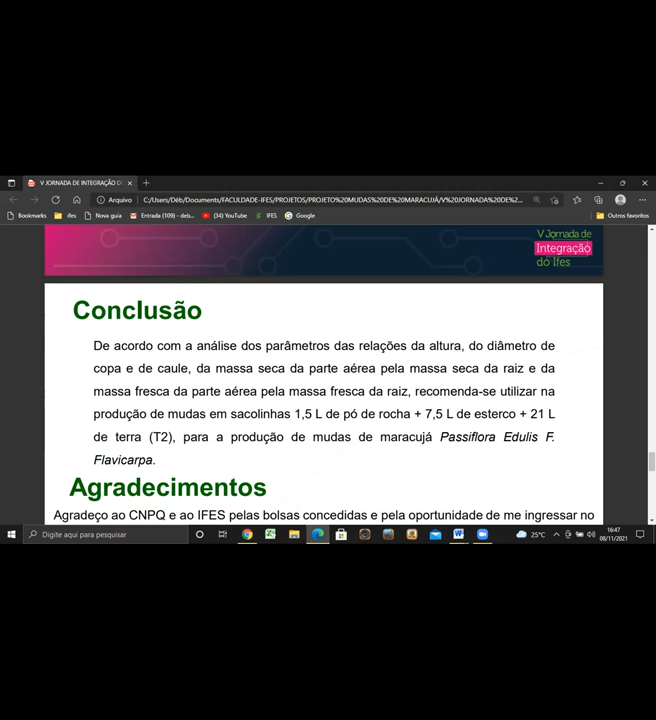 V JORNADA DE INTEGRAÇÃO D
Arquivo | C:/Users/Déb/Documents/FACULDADE-IFES/PROJETOS/PROJETO%20MUDAS%20DE%20MARACUJÁ/V%20JORNADA%20DE%2...
Bookmarks ifes Nova guia Entrada (109) - deb... (34) YouTube IFES Google Outros favoritos
V Jornada de
Integração
do Ifes
Conclusão
De acordo com a análise dos parâmetros das relações da altura, do diâmetro de
copa e de caule, da massa seca da parte aérea pela massa seca da raiz e da
massa fresca da parte aérea pela massa fresca da raiz, recomenda-se utilizar na
produção de mudas em sacolinhas 1,5 L de pó de rocha + 7,5 L de esterco + 21 L
de terra (T2), para a produção de mudas de maracujá Passiflora Edulis F.
Flavicarpa.
Agradecimentos
Agradeço ao CNPQ e ao IFES pelas bolsas concedidas e pela oportunidade de me ingressar no
Digite aqui para pesquisar 25°C 16:47
08/11/2021